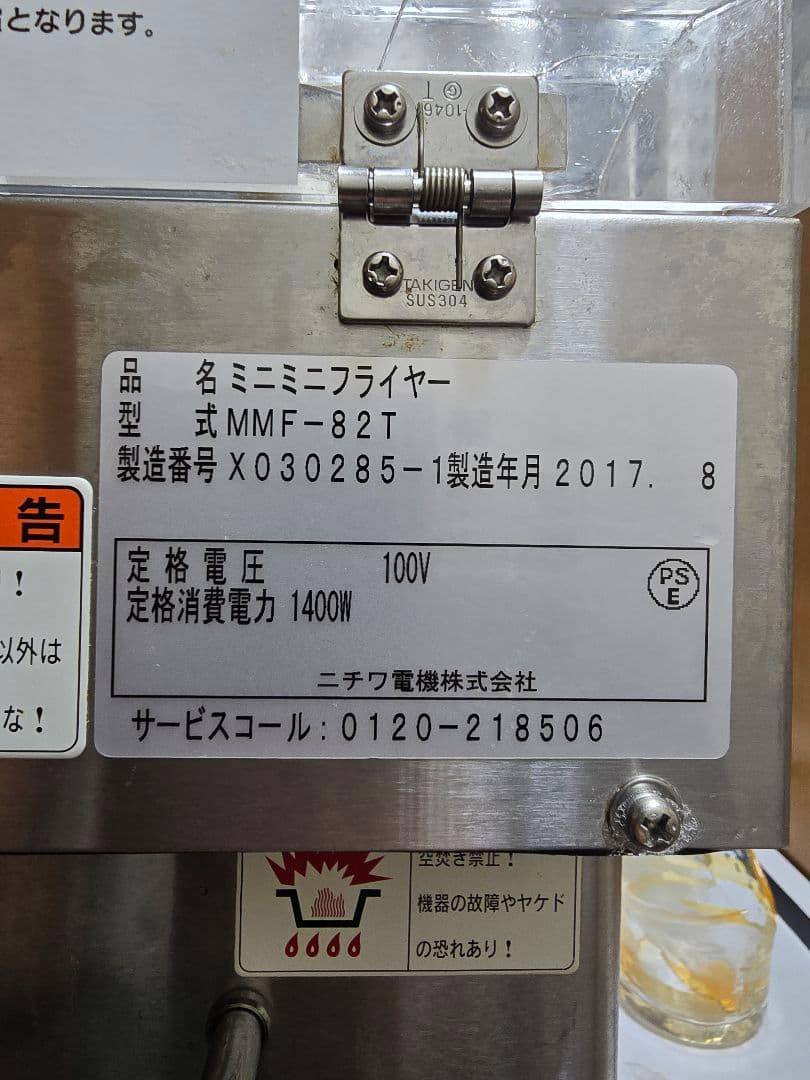 となります。
TAKIGEN
SUS304
品 名 ミニミニフライヤー
型 式 MMF-82T
製造番号 X030285-1 製造年月 2017. 8
告
!
以外は
な!
定格電圧 100V
定格消費電力 1400W
PS
E
ニチワ電機株式会社
サービスコール:0120-218506
空焚き禁止!
機器の故障やヤケド
の恐れあり!